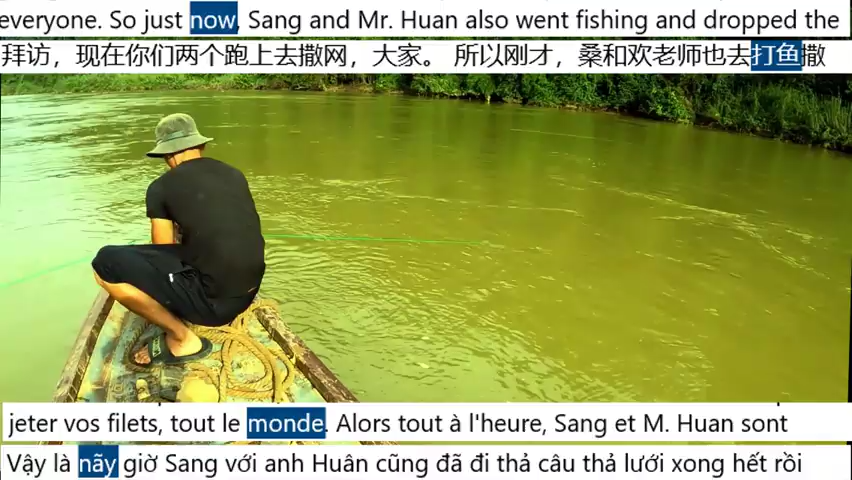 everyone. So just now, Sang and Mr. Huan also went fishing and dropped the
拜访，现在你们两个跑上去撒网，大家。 所以刚才，桑和欢老师也去打鱼撒
jeter vos filets, tout le monde. Alors tout à l'heure, Sang et M. Huan sont
Vậy là nãy giờ Sang với anh Huân cũng đã đi thả câu thả lưới xong hết rồi